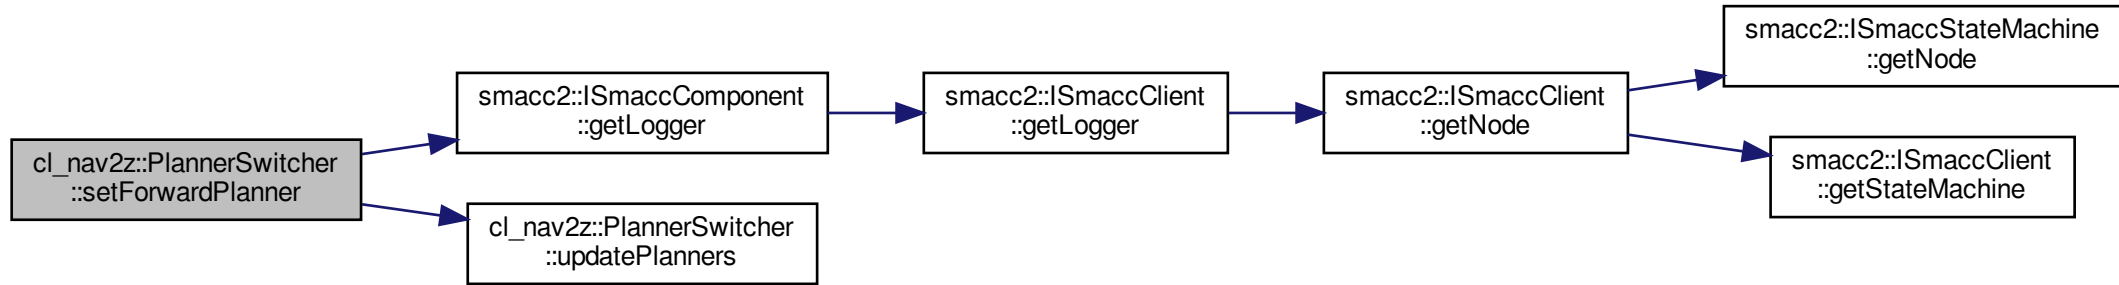 cl_nav2z::PlannerSwitcher
::setForwardPlanner
smacc2::ISmaccComponent
::getLogger
cl_nav2z::PlannerSwitcher
::updatePlanners
smacc2::ISmaccClient
::getLogger
smacc2::ISmaccClient
::getNode
smacc2::ISmaccStateMachine
::getNode
smacc2::ISmaccClient
::getStateMachine